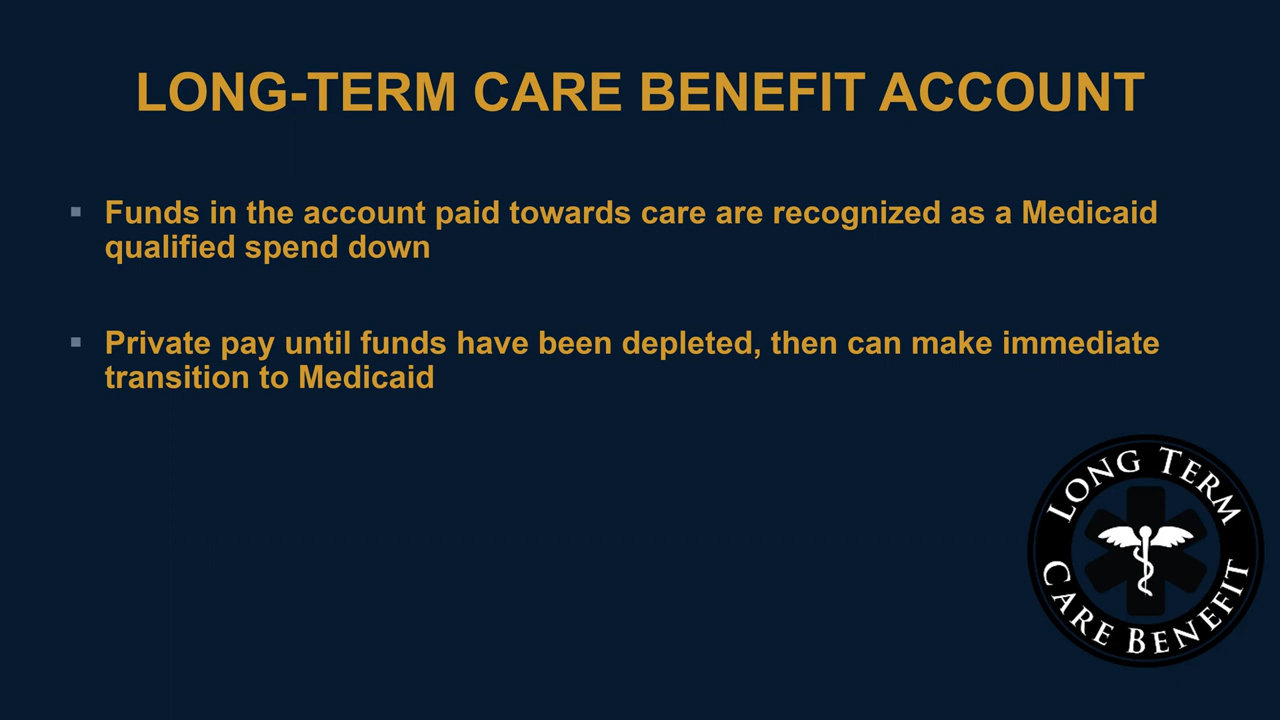 LONG-TERM CARE BENEFIT ACCOUNT
Funds in the account paid towards care are recognized as a Medicaid
qualified spend down
Private pay until funds have been depleted, then can make immediate
transition to Medicaid
LONG TERM
CARE BENEFIT